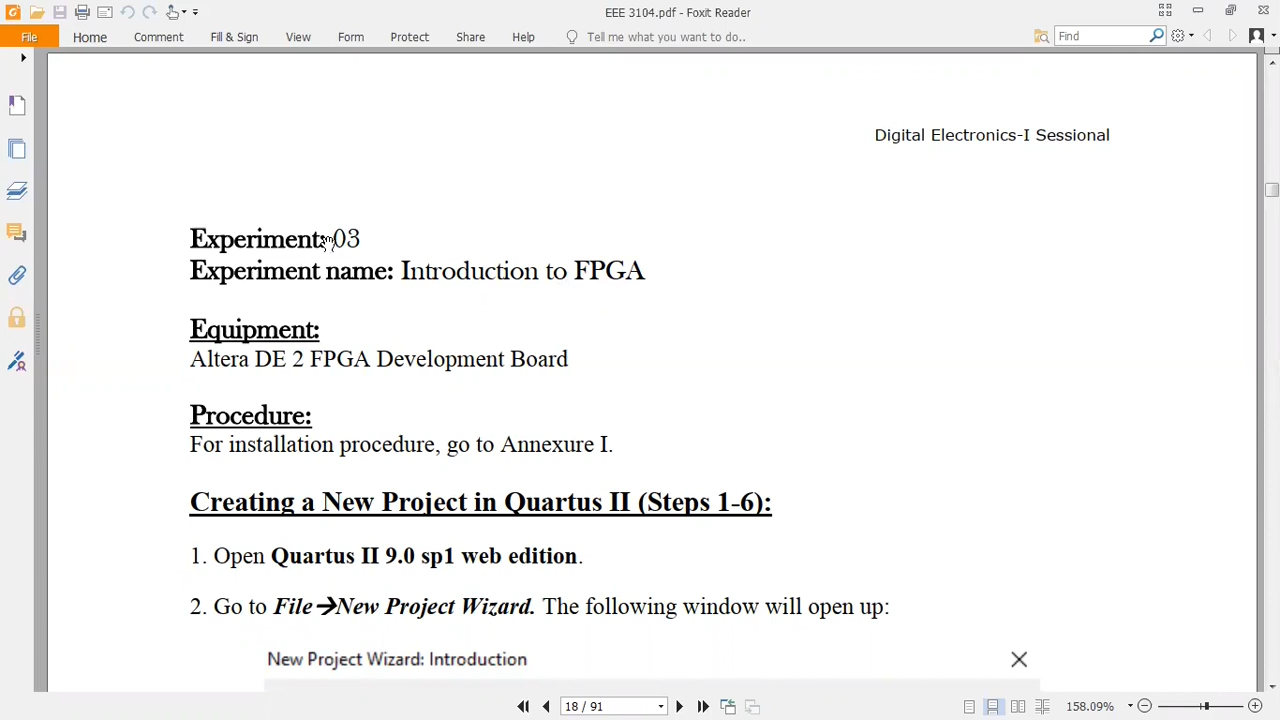 EEE 3104.pdf - Foxit Reader
File Home Comment Fill & Sign View Form Protect Share Help Tell me what you want to do.. Find
Digital Electronics-I Sessional
Experiment: 03
Experiment name: Introduction to FPGA
Equipment:
Altera DE 2 FPGA Development Board
Procedure:
For installation procedure, go to Annexure I.
Creating a New Project in Quartus II (Steps 1-6):
1. Open Quartus II 9.0 sp1 web edition.
2. Go to File→New Project Wizard. The following window will open up:
New Project Wizard: Introduction
18 / 91 158.09%